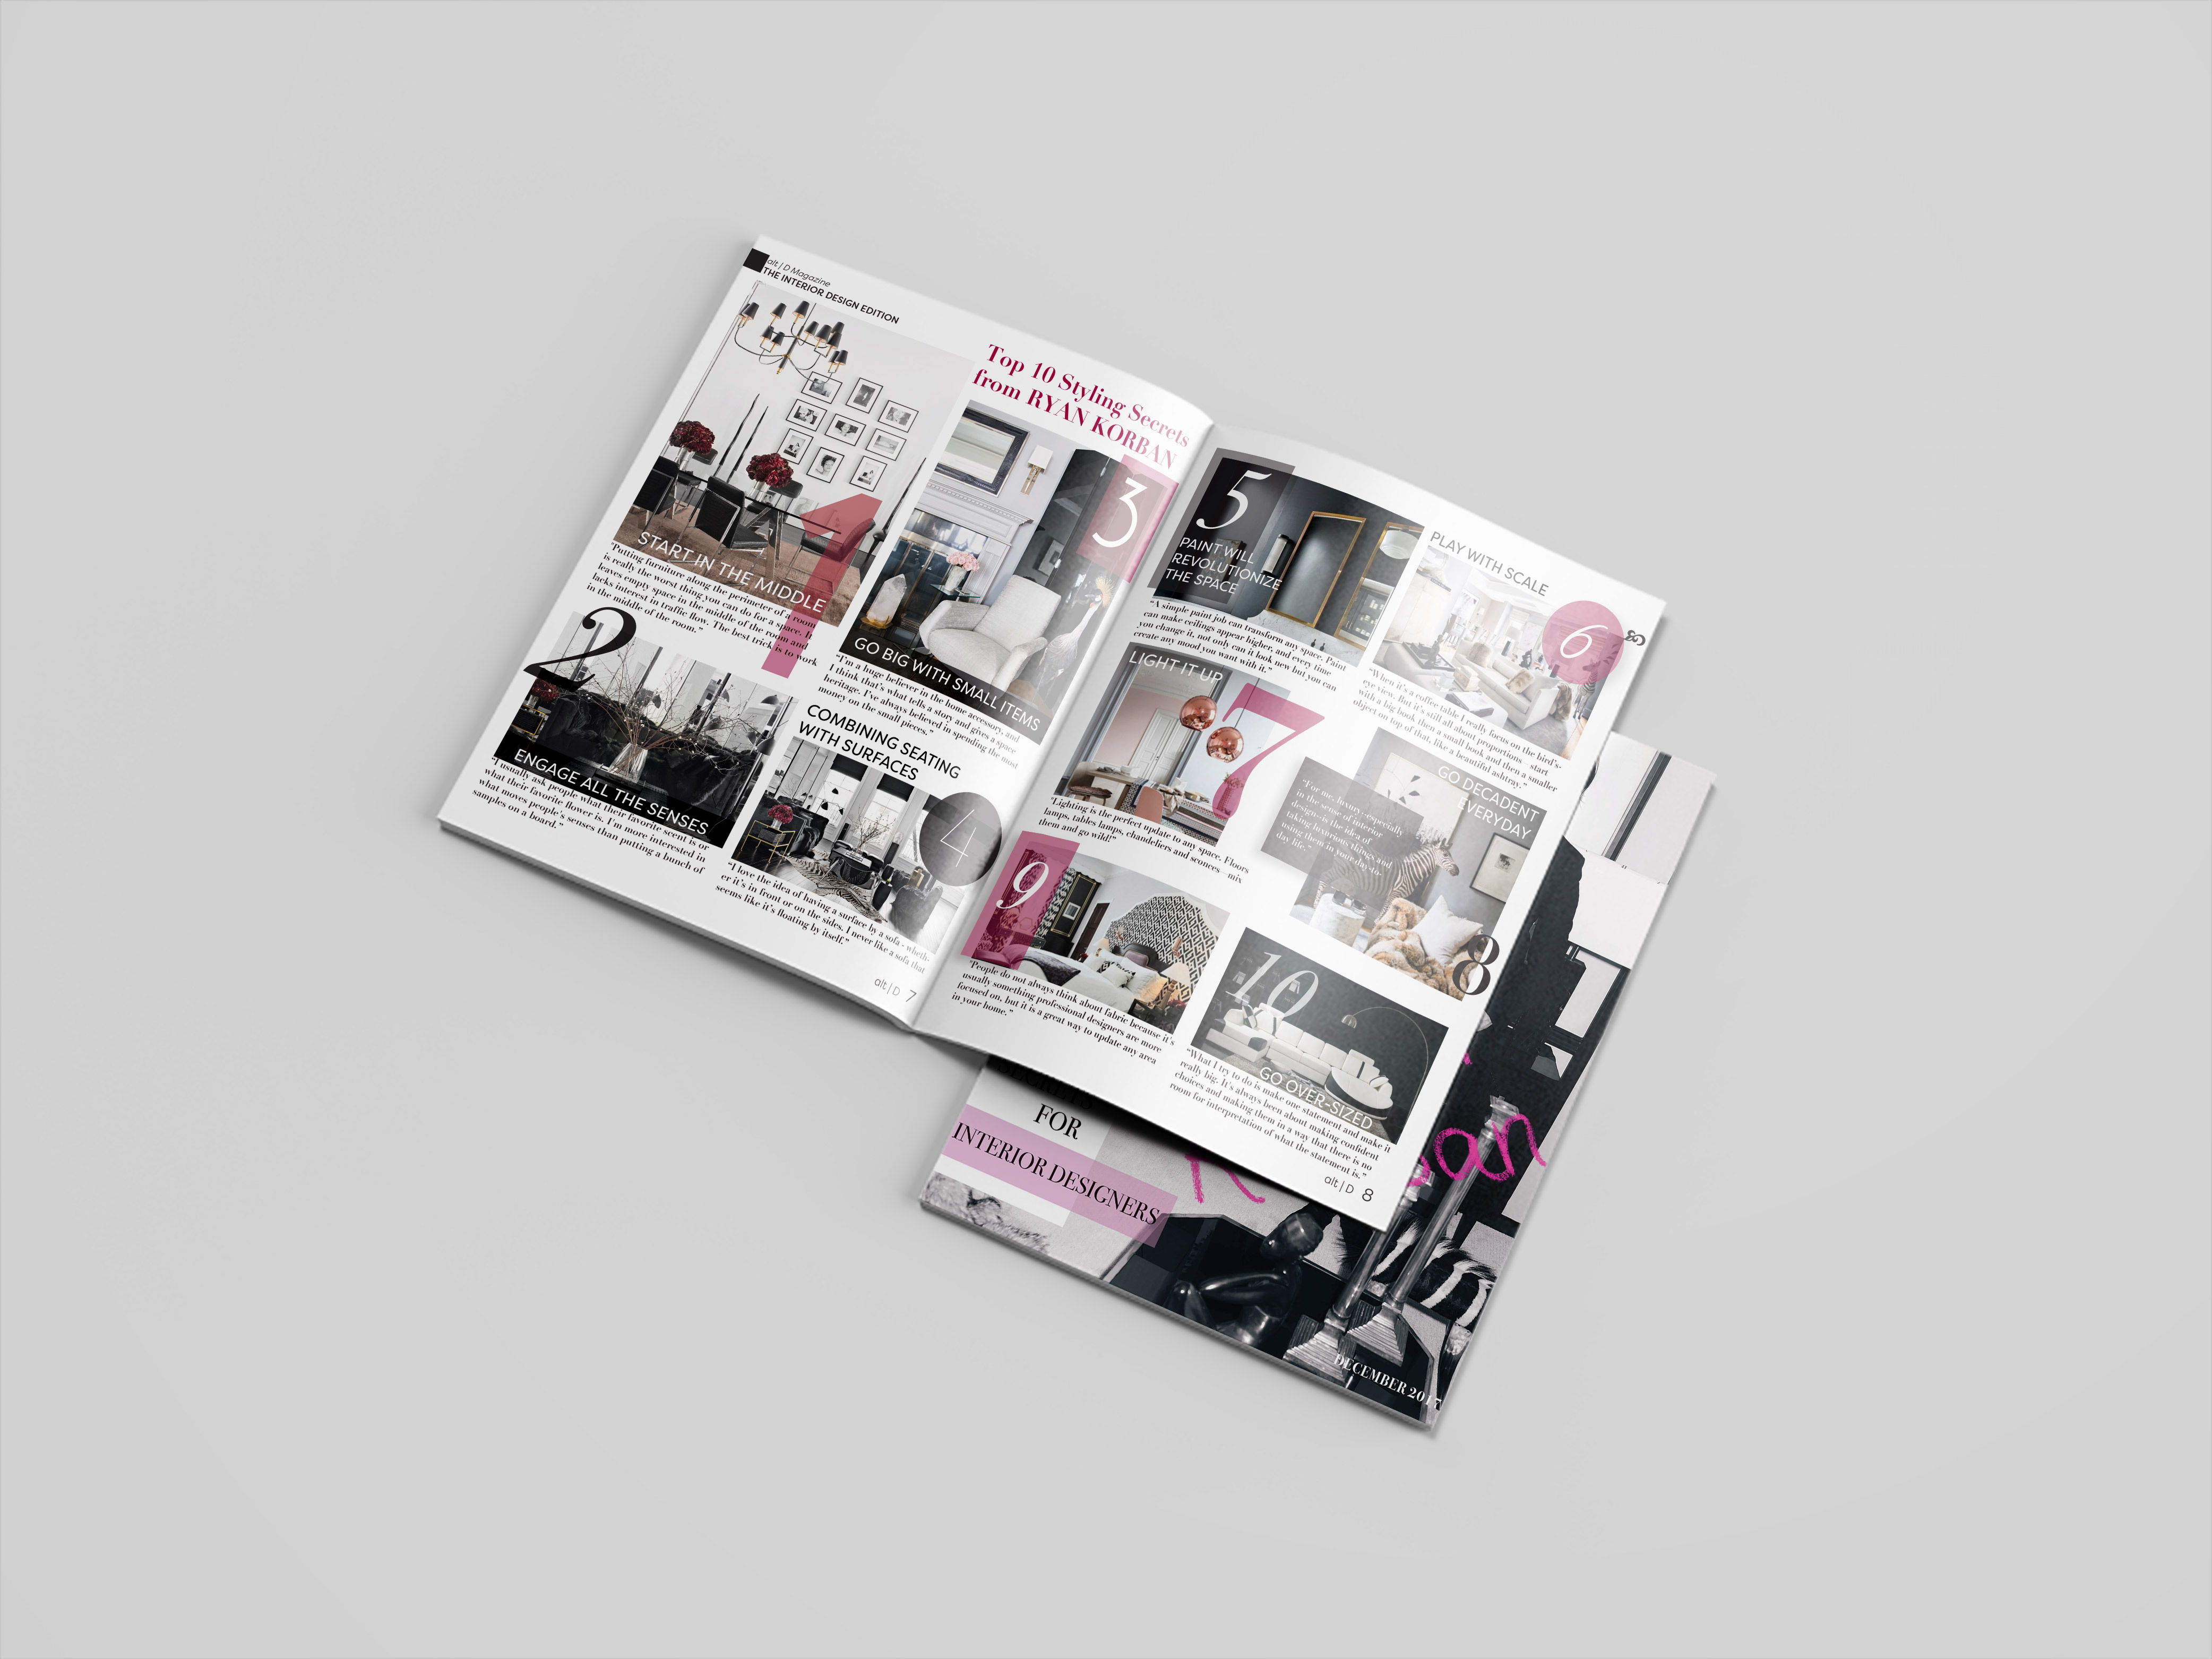 alt | D Magazine
THE INTERIOR DESIGN EDITION
Top 10 Styling Secrets
from RYAN KORBAN
1
START IN THE MIDDLE
"Putting furniture along the perimeter of a room
is really the worst thing you can do for a space. It
leaves empty space in the middle of the room and
lacks interest in traffic flow. The best trick is to work
in the middle of the room."
2
ENGAGE ALL THE SENSES
"I usually ask people what their favorite scent is or
what their favorite flower is. I'm more interested in
what moves people's senses than putting a bunch of
samples on a board."
3
GO BIG WITH SMALL ITEMS
"I'm a huge believer in the home accessory, and
I think that's what tells a story and gives a space
heritage. I've always believed in spending the most
money on the small pieces."
COMBINING SEATING
WITH SURFACES
4
"I love the idea of having a surface by a sofa - wheth-
er it's in front or on the sides. I never like a sofa that
seems like it's floating by itself."
alt | D 7
5
PAINT WILL
REVOLUTIONIZE
THE SPACE
"A simple paint job can transform any space. Paint
can make ceilings appear higher, and every time
you change it, not only can it look new but you can
create any mood you want with it."
PLAY WITH SCALE
6
"When it's a coffee table I really focus on the bird's-
eye view. But it's still all about proportions - start
with a big book then a small book and then a smaller
object on top of that, like a beautiful ashtray."
LIGHT IT UP
7
"Lighting is the perfect update to any space. Floors
lamps, tables lamps, chandeliers and sconces - mix
them and go wild!"
GO DECADENT
EVERYDAY
"For me, luxury--especially
in the sense of interior
design--is the idea of
taking luxurious things and
using them in your day-to-
day life."
8
9
"People do not always think about fabric because it's
usually something professional designers are more
focused on, but it is a great way to update any area
in your home."
10
GO OVER-SIZED
"What I try to do is make one statement and make it
really big. It's always been about making confident
choices and making them in a way that there is no
room for interpretation of what the statement is."
alt | D 8
SECRETS
FOR
INTERIOR DESIGNERS
an
DECEMBER 2017